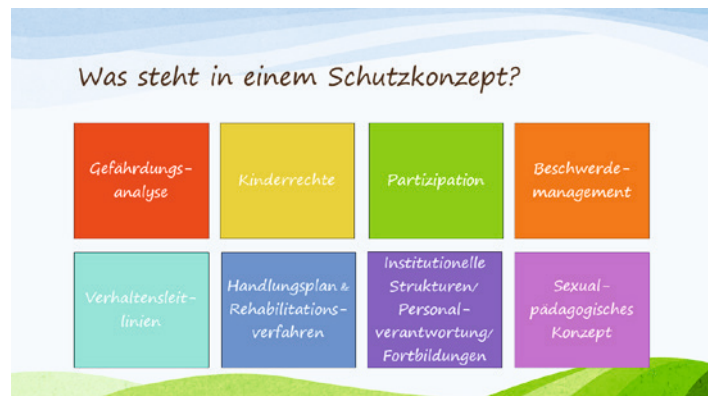 Was steht in einem Schutzkonzept?
Gefährdungs-
analyse
Kinderrechte
Partizipation
Beschwerde-
management
Verhaltensleit-
linien
Handlungsplan &
Rehabilitations-
verfahren
Institutionelle
Strukturen/
Personal-
verantwortung/
Fortbildungen
Sexual-
pädagogisches
Konzept